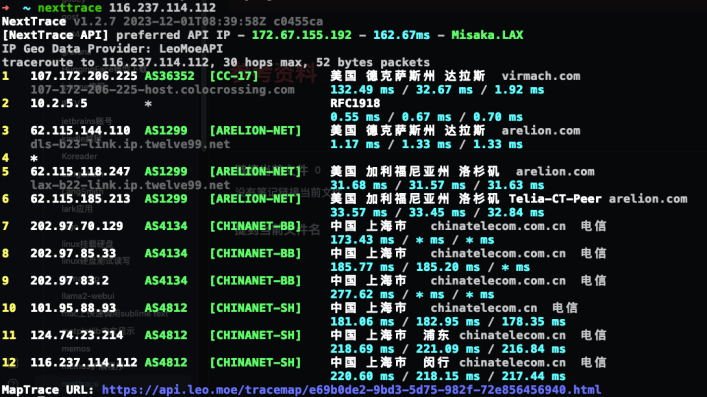 → ~ nexttrace 116.237.114.112
NextTrace v1.2.7 2023-12-01T08:39:58Z c0455ca
[NextTrace API] preferred API IP - 172.67.155.192 - 162.67ms - Misaka.LAX
IP Geo Data Provider: LeoMoeAPI
traceroute to 116.237.114.112, 30 hops max, 52 bytes packets
1 107.172.206.225 AS36352 [CC-17] 美国 德克萨斯州 达拉斯 virmach.com
107-172-206-225-host.colocrossing.com 132.49 ms / 32.67 ms / 1.92 ms
2 10.2.5.5 * RFC1918
0.55 ms / 0.67 ms / 0.70 ms
3 62.115.144.110 AS1299 [ARELION-NET] 美国 德克萨斯州 达拉斯 arelion.com
dls-b23-link.ip.twelve99.net 1.17 ms / 1.33 ms / 1.33 ms
4 *
5 62.115.118.247 AS1299 [ARELION-NET] 美国 加利福尼亚州 洛杉矶 arelion.com
lax-b22-link.ip.twelve99.net 31.68 ms / 31.57 ms / 31.63 ms
6 62.115.185.213 AS1299 [ARELION-NET] 美国 加利福尼亚州 洛杉矶 Telia-CT-Peer arelion.com
33.57 ms / 33.45 ms / 32.84 ms
7 202.97.70.129 AS4134 [CHINANET-BB] 中国 上海市 chinatelecom.com.cn 电信
173.43 ms / * ms / * ms
8 202.97.85.33 AS4134 [CHINANET-BB] 中国 上海市 chinatelecom.com.cn 电信
185.77 ms / 185.20 ms / * ms
9 202.97.83.2 AS4134 [CHINANET-BB] 中国 上海市 chinatelecom.com.cn 电信
277.62 ms / * ms / * ms
10 101.95.88.93 AS4812 [CHINANET-SH] 中国 上海市 chinatelecom.cn 电信
181.06 ms / 182.95 ms / 178.35 ms
11 124.74.23.214 AS4812 [CHINANET-SH] 中国 上海市 浦东 chinatelecom.cn 电信
218.69 ms / 221.09 ms / 216.84 ms
12 116.237.114.112 AS4812 [CHINANET-SH] 中国 上海市 闵行 chinatelecom.cn 电信
220.60 ms / 218.15 ms / 217.44 ms
MapTrace URL: https://api.leo.moe/tracemap/e69b0de2-9bd3-5d75-982f-72e856456940.html